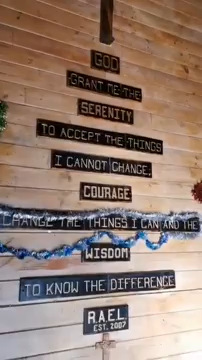 GOD
GRANT ME THE
SERENITY
TO ACCEPT THE THINGS
I CANNOT CHANGE,
COURAGE
CHANGE THE THINGS I CAN AND THE
WISDOM
TO KNOW THE DIFFERENCE
R.A.E.L.
EST. 2007